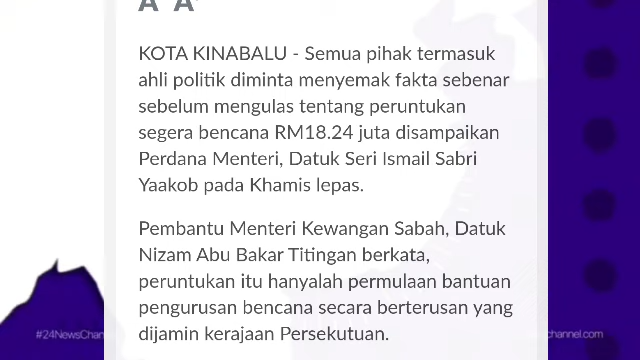 A A
KOTA KINABALU - Semua pihak termasuk
ahli politik diminta menyemak fakta sebenar
sebelum mengulas tentang peruntukan
segera bencana RM18.24 juta disampaikan
Perdana Menteri, Datuk Seri Ismail Sabri
Yaakob pada Khamis lepas.
Pembantu Menteri Kewangan Sabah, Datuk
Nizam Abu Bakar Titingan berkata,
peruntukan itu hanyalah permulaan bantuan
pengurusan bencana secara berterusan yang
dijamin kerajaan Persekutuan.
#24NewsChan
channel.com